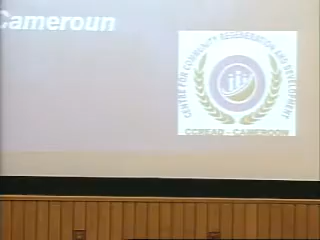 Cameroun
CENTRE FOR COMMUNITY REGENERATION AND DEVELOPMENT
CCREAD - CAMEROON